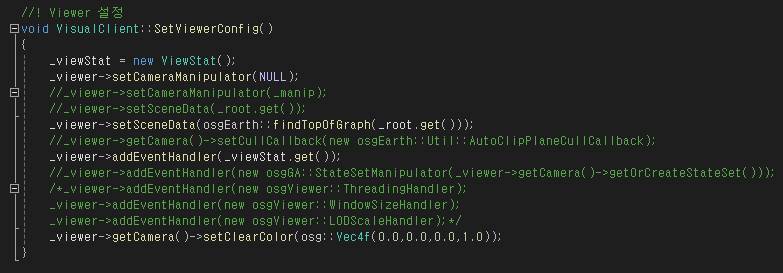 //! Viewer 설정
void VisualClient::SetViewerConfig()
{
_viewStat = new ViewStat();
_viewer->setCameraManipulator(NULL);
//_viewer->setCameraManipulator(_manip);
//_viewer->setSceneData(_root.get());
_viewer->setSceneData(osgEarth::findTopOfGraph(_root.get()));
//_viewer->getCamera()->setCullCallback(new osgEarth::Util::AutoClipPlaneCullCallback);
_viewer->addEventHandler(_viewStat.get());
//_viewer->addEventHandler(new osgGA::StateSetManipulator(_viewer->getCamera()->getOrCreateStateSet()));
/*_viewer->addEventHandler(new osgViewer::ThreadingHandler);
_viewer->addEventHandler(new osgViewer::WindowSizeHandler);
_viewer->addEventHandler(new osgViewer::LODScaleHandler);*/
_viewer->getCamera()->setClearColor(osg::Vec4f(0.0,0.0,0.0,1.0));
}